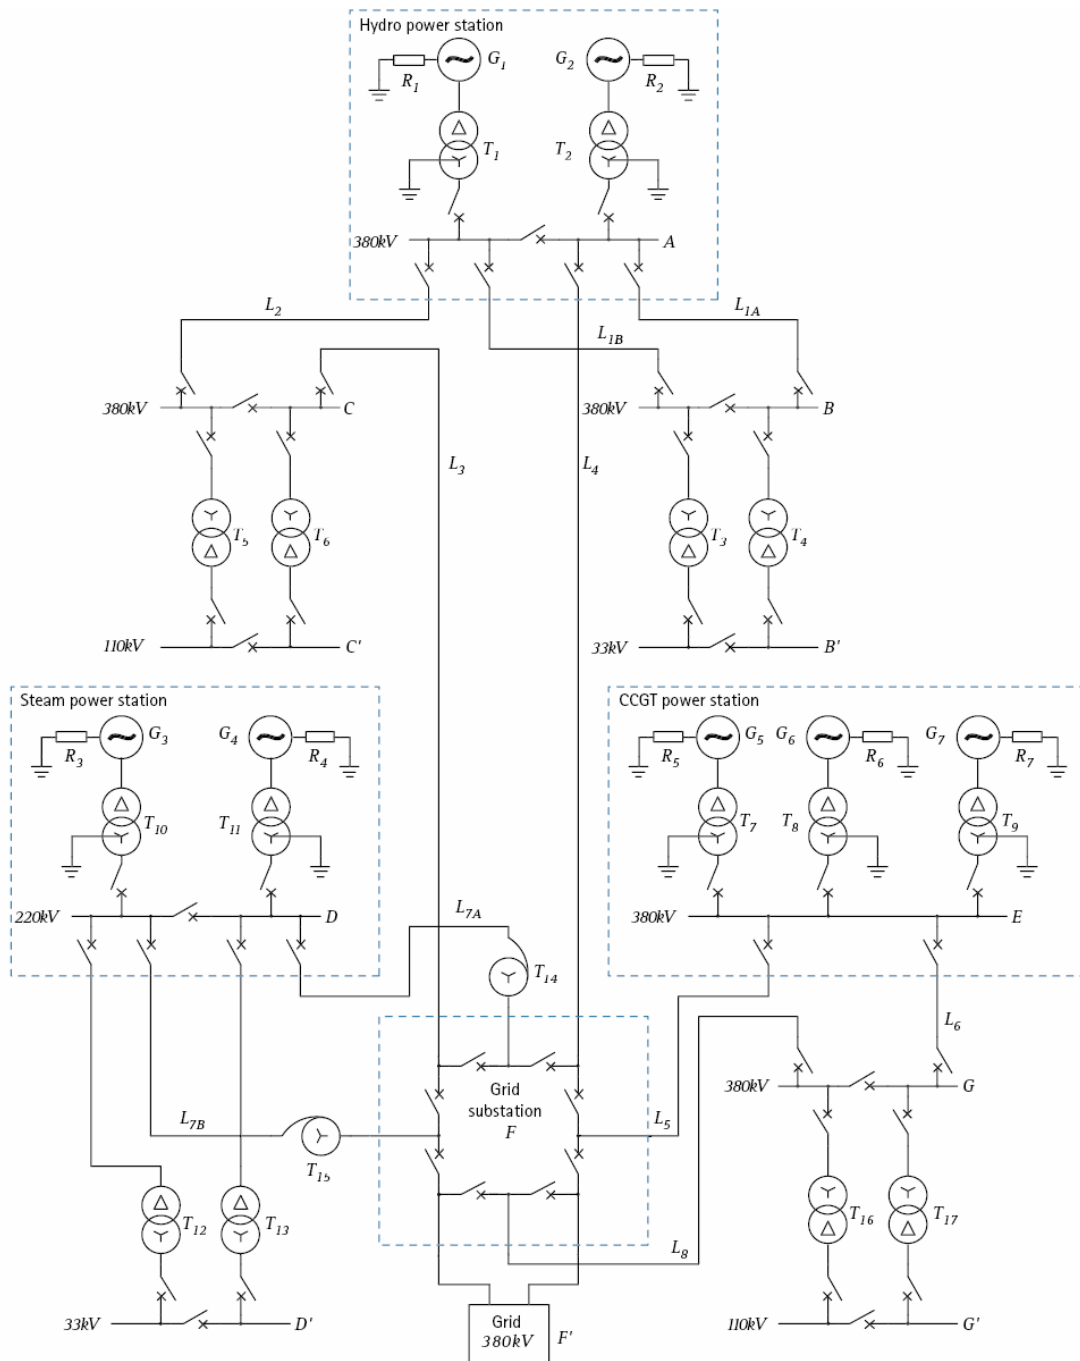 Hydro power station
G1 G2
R1 R2
T1 T2
380kV A
L2 L1A
L1B
380kV C 380kV B
L3 L4
T5 T6 T3 T4
110kV C' 33kV B'
Steam power station CCGT power station
G3 G4 G5 G6 G7
R3 R4 R5 R6 R7
T10 T11 T7 T8 T9
220kV D L7A 380kV E
T14
L6
Grid
substation
F
380kV G
L7B L5
T15
T12 T13 T16 T17
L8
33kV D' Grid
380kV F' 110kV G'